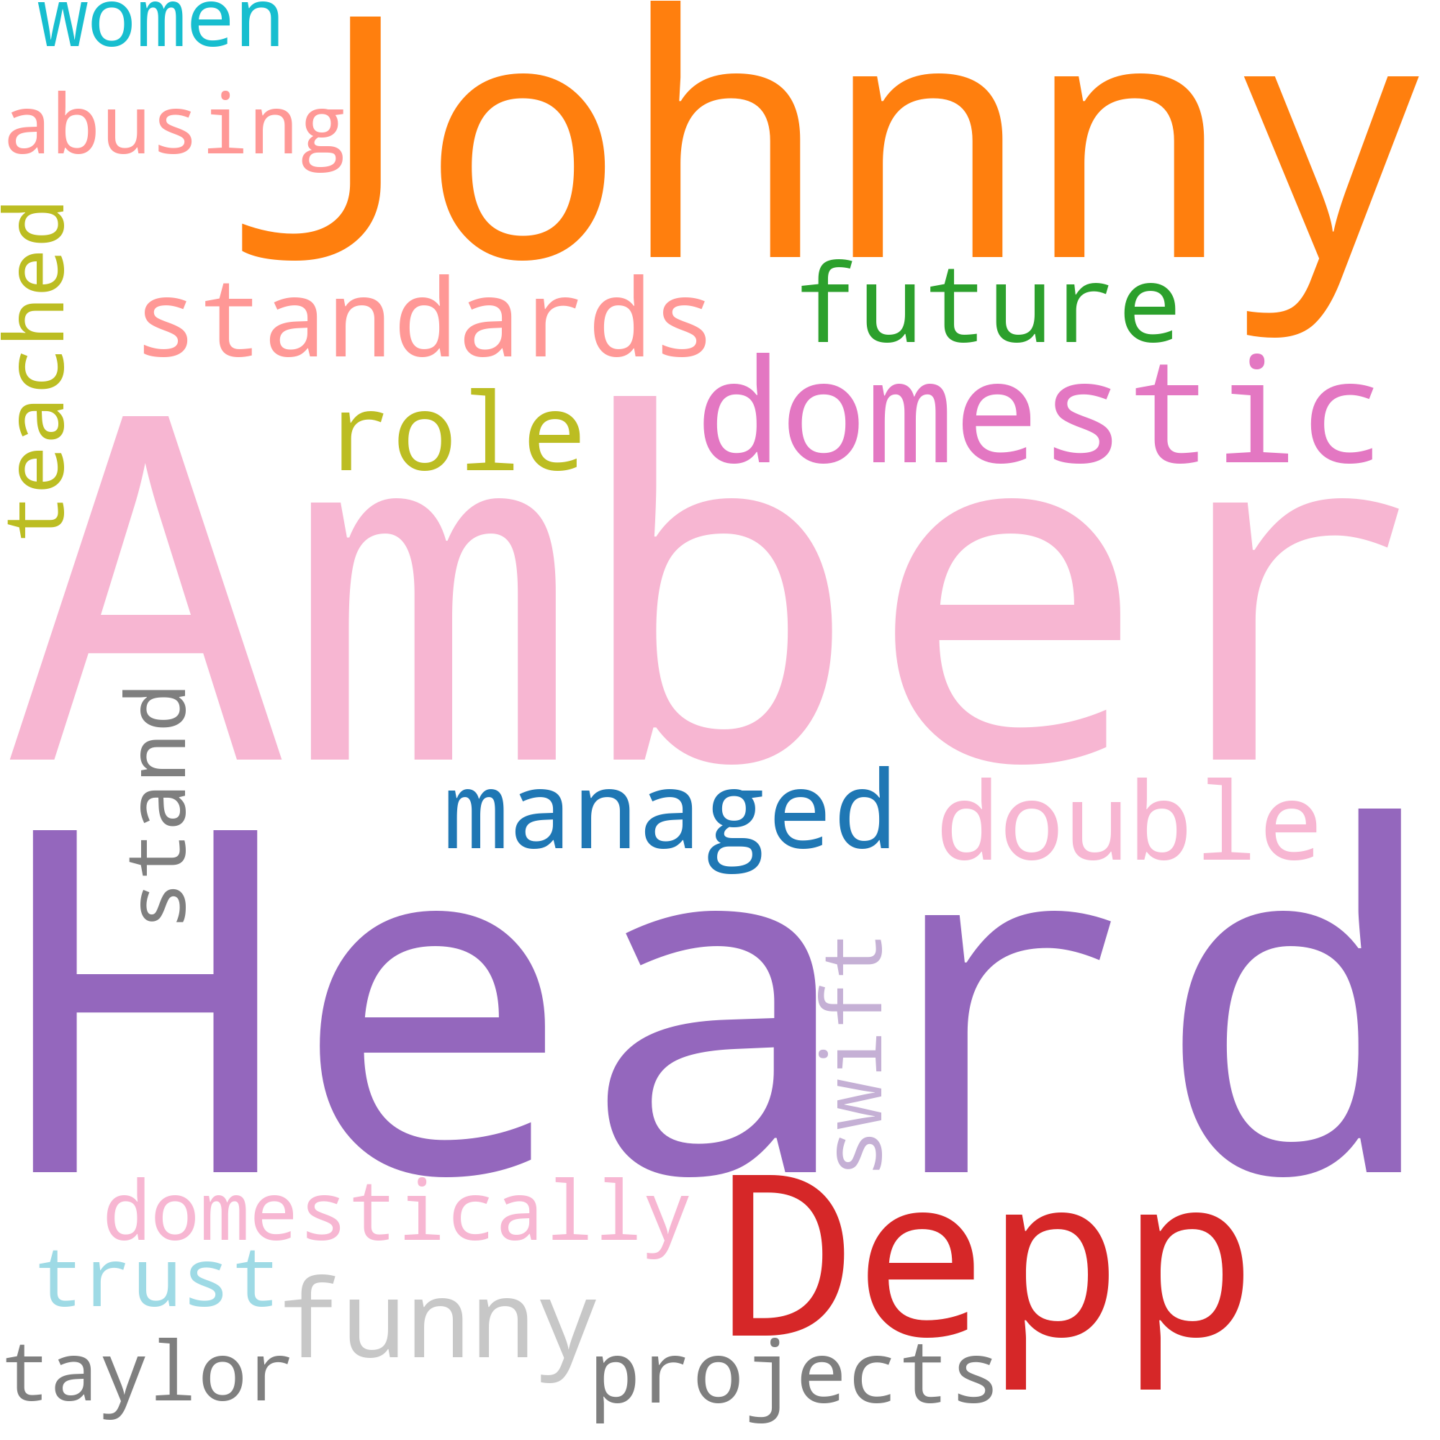 women
Johnny
abusing
teached
standards
future
domestic
role
Amber
stand
managed
double
Heard
swift
domestically
Depp
trust
funny
taylor
projects